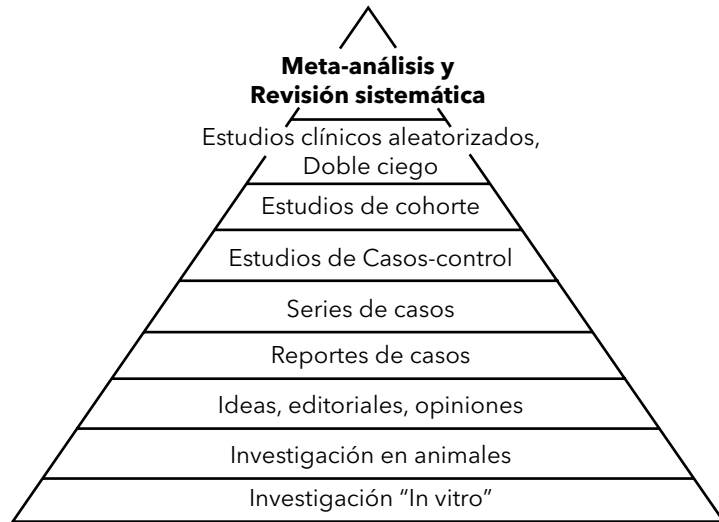 Meta-análisis y
Revisión sistemática
Estudios clínicos aleatorizados,
Doble ciego
Estudios de cohorte
Estudios de Casos-control
Series de casos
Reportes de casos
Ideas, editoriales, opiniones
Investigación en animales
Investigación “In vitro”